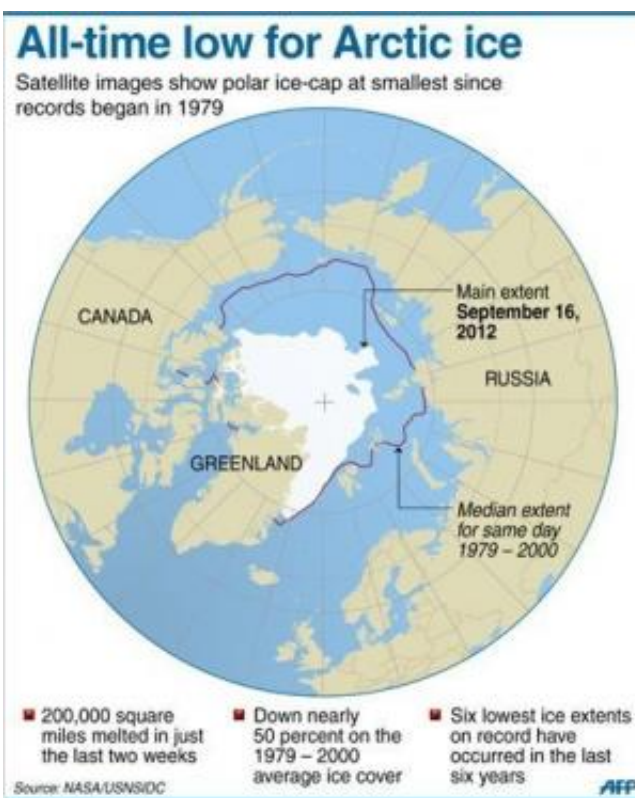 All-time low for Arctic ice
Satellite images show polar ice-cap at smallest since
records began in 1979
Main extent
September 16,
2012
CANADA
RUSSIA
GREENLAND
Median extent
for same day
1979 – 2000
200,000 square
miles melted in just
the last two weeks
Down nearly
50 percent on the
1979 – 2000
average ice cover
Six lowest ice extents
on record have
occurred in the last
six years
Source: NASA/USNSIDC
AFP